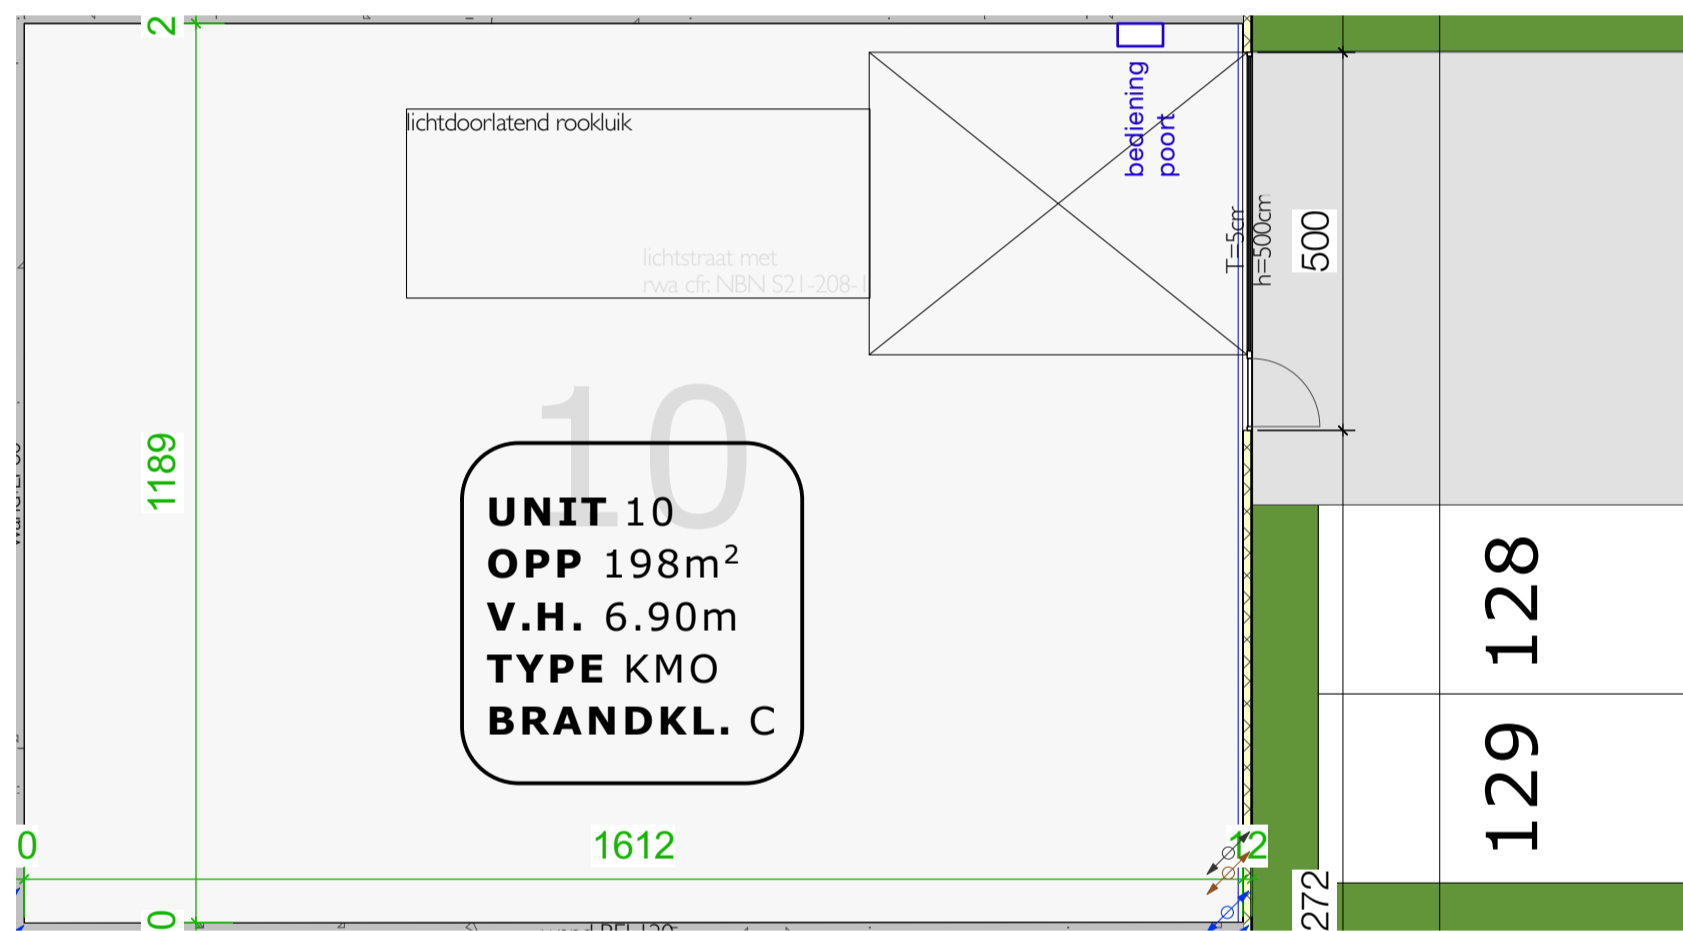 2
bediening
poort
lichtdoorlatend rookluik
lichtstraat met
rwa cfr. NBN S21-208-1
T=5cm
h=500cm
500
10
1189
UNIT 10
OPP 198m²
V.H. 6.90m
TYPE KMO
BRANDKL. C
128
129
0
1612
12
272
0